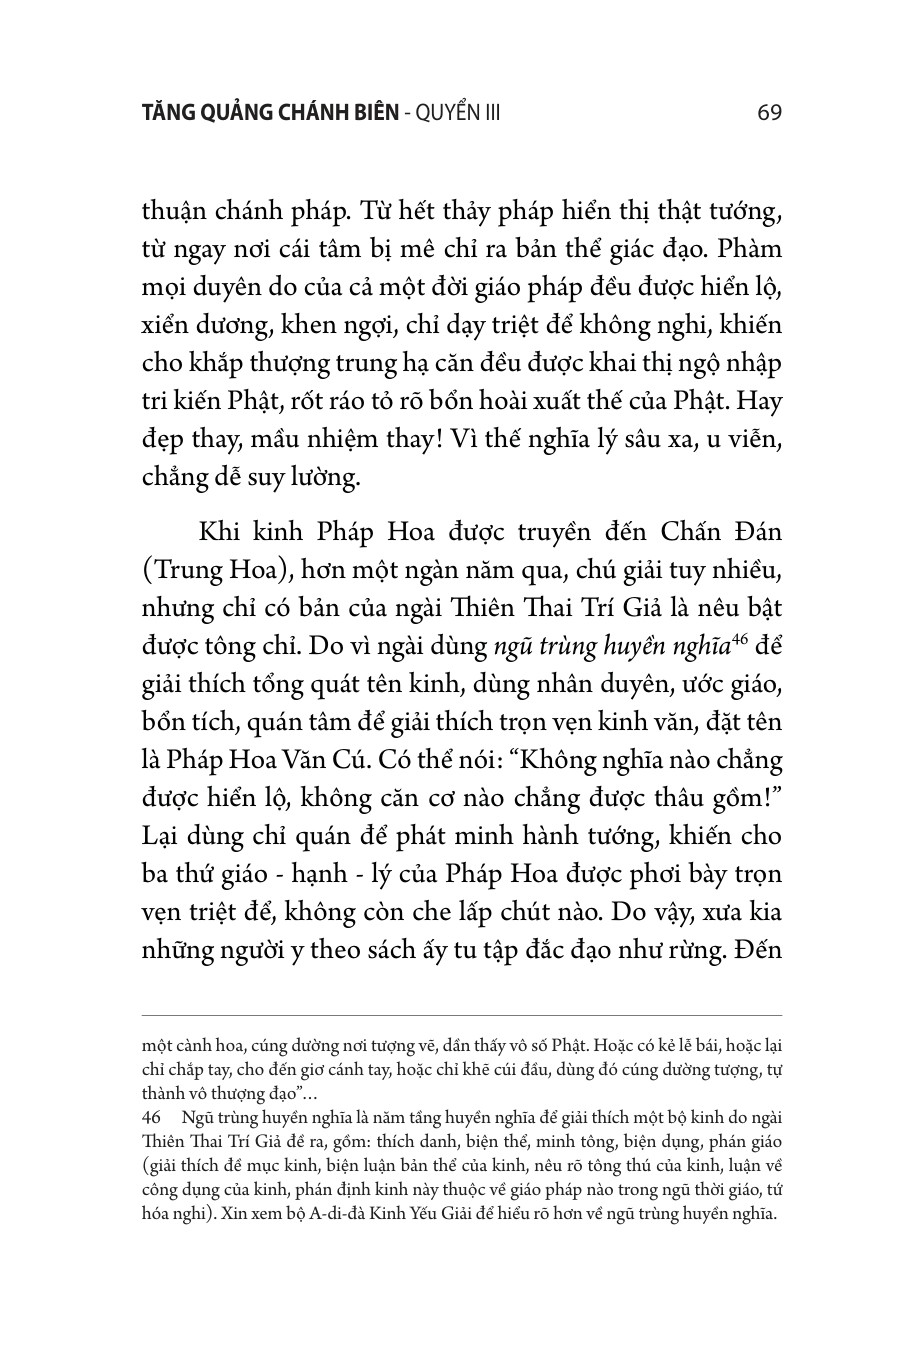 TĂNG QUẢNG CHÁNH BIÊN - QUYỂN III 69
thuận chánh pháp. Từ hết thảy pháp hiển thị thật tướng,
từ ngay nơi cái tâm bị mê chỉ ra bản thể giác đạo. Phàm
mọi duyên do của cả một đời giáo pháp đều được hiển lộ,
xiển dương, khen ngợi, chỉ dạy triệt để không nghi, khiến
cho khắp thượng trung hạ căn đều được khai thị ngộ nhập
tri kiến Phật, rốt ráo tỏ rõ bổn hoài xuất thế của Phật. Hay
đẹp thay, mầu nhiệm thay! Vì thế nghĩa lý sâu xa, u viễn,
chẳng dễ suy lường.
Khi kinh Pháp Hoa được truyền đến Chấn Đán
(Trung Hoa), hơn một ngàn năm qua, chú giải tuy nhiều,
nhưng chỉ có bản của ngài Thiên Thai Trí Giả là nêu bật
được tông chỉ. Do vì ngài dùng ngũ trùng huyền nghĩa46 để
giải thích tổng quát tên kinh, dùng nhân duyên, ước giáo,
bổn tích, quán tâm để giải thích trọn vẹn kinh văn, đặt tên
là Pháp Hoa Văn Cú. Có thể nói: “Không nghĩa nào chẳng
được hiển lộ, không căn cơ nào chẳng được thâu gồm!”
Lại dùng chỉ quán để phát minh hành tướng, khiến cho
ba thứ giáo - hạnh - lý của Pháp Hoa được phơi bày trọn
vẹn triệt để, không còn che lấp chút nào. Do vậy, xưa kia
những người y theo sách ấy tu tập đắc đạo như rừng. Đến
một cành hoa, cúng dường nơi tượng vẽ, dần thấy vô số Phật. Hoặc có kẻ lễ bái, hoặc lại
chỉ chắp tay, cho đến giơ cánh tay, hoặc chỉ khẽ cúi đầu, dùng đó cúng dường tượng, tự
thành vô thượng đạo”…
46 Ngũ trùng huyền nghĩa là năm tầng huyền nghĩa để giải thích một bộ kinh do ngài
Thiên Thai Trí Giả đề ra, gồm: thích danh, biện thể, minh tông, biện dụng, phán giáo
(giải thích đề mục kinh, biện luận bản thể của kinh, nêu rõ tông thú của kinh, luận về
công dụng của kinh, phán định kinh này thuộc về giáo pháp nào trong ngũ thời giáo, tứ
hóa nghi). Xin xem bộ A-di-đà Kinh Yếu Giải để hiểu rõ hơn về ngũ trùng huyền nghĩa.